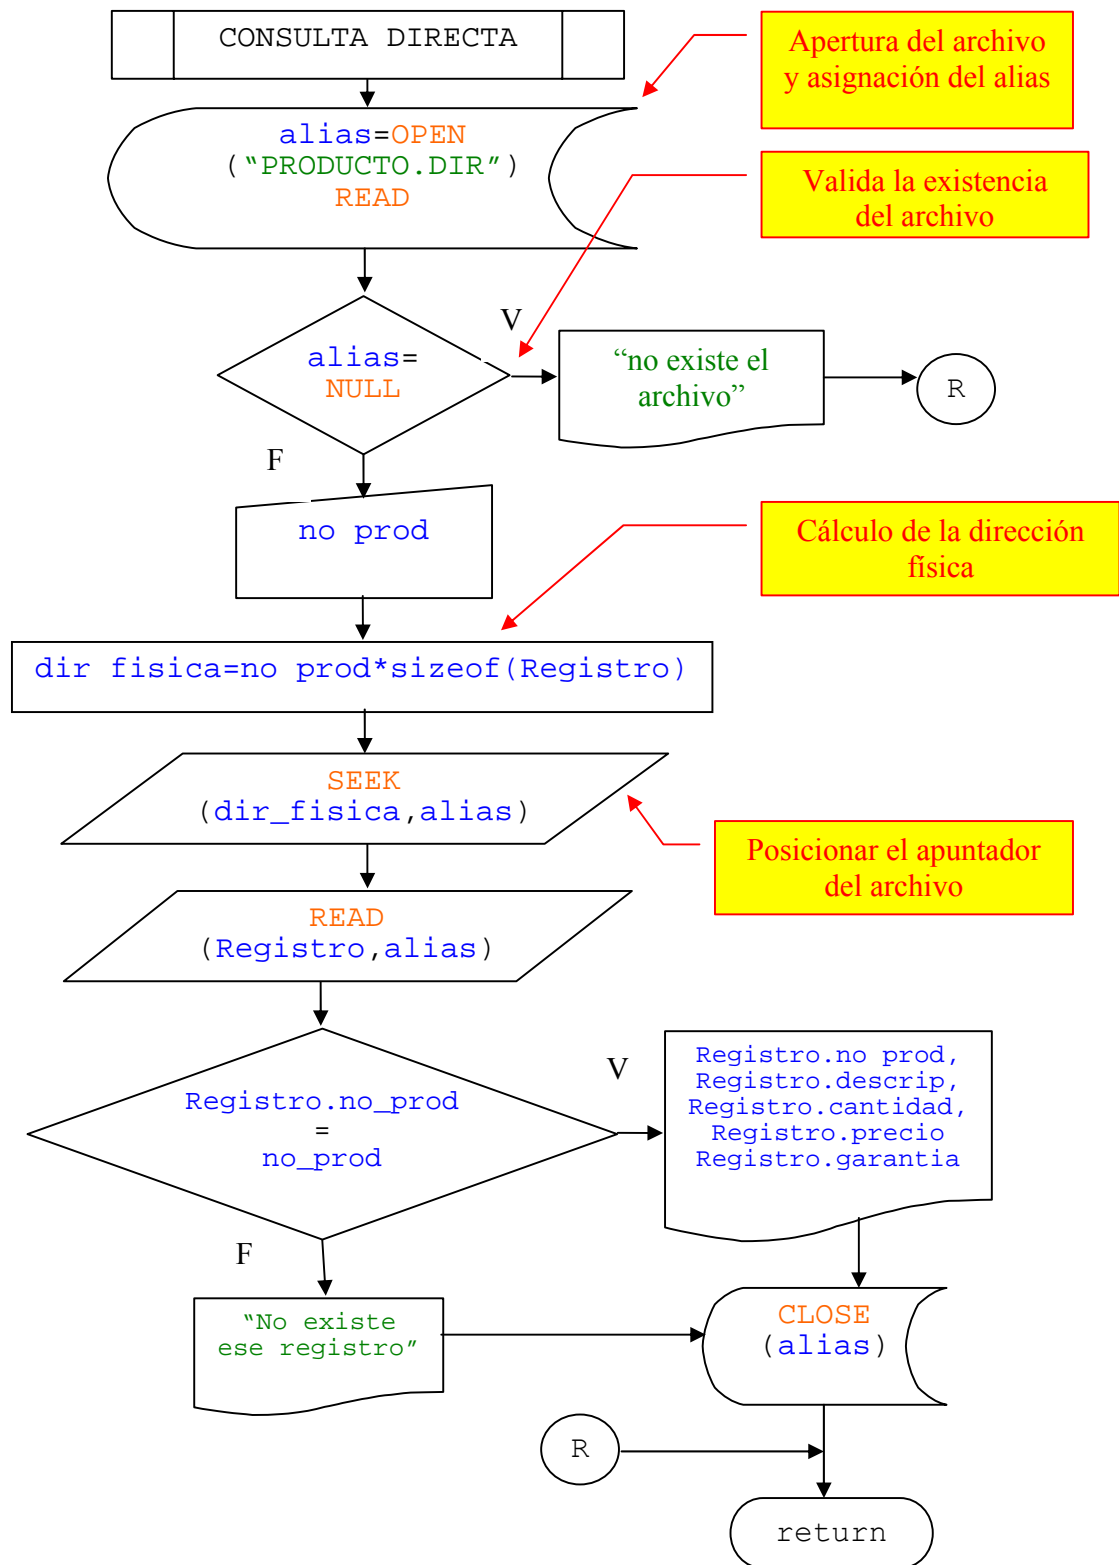 CONSULTA DIRECTA
Apertura del archivo
y asignación del alias
alias=OPEN
(“PRODUCTO.DIR”)
READ
Valida la existencia
del archivo
V
alias=
NULL
“no existe el
archivo”
R
F
no prod
Cálculo de la dirección
física
dir fisica=no prod*sizeof(Registro)
SEEK
(dir_fisica,alias)
Posicionar el apuntador
del archivo
READ
(Registro,alias)
Registro.no_prod
=
no_prod
V
Registro.no prod,
Registro.descrip,
Registro.cantidad,
Registro.precio
Registro.garantia
F
“No existe
ese registro”
CLOSE
(alias)
R
return